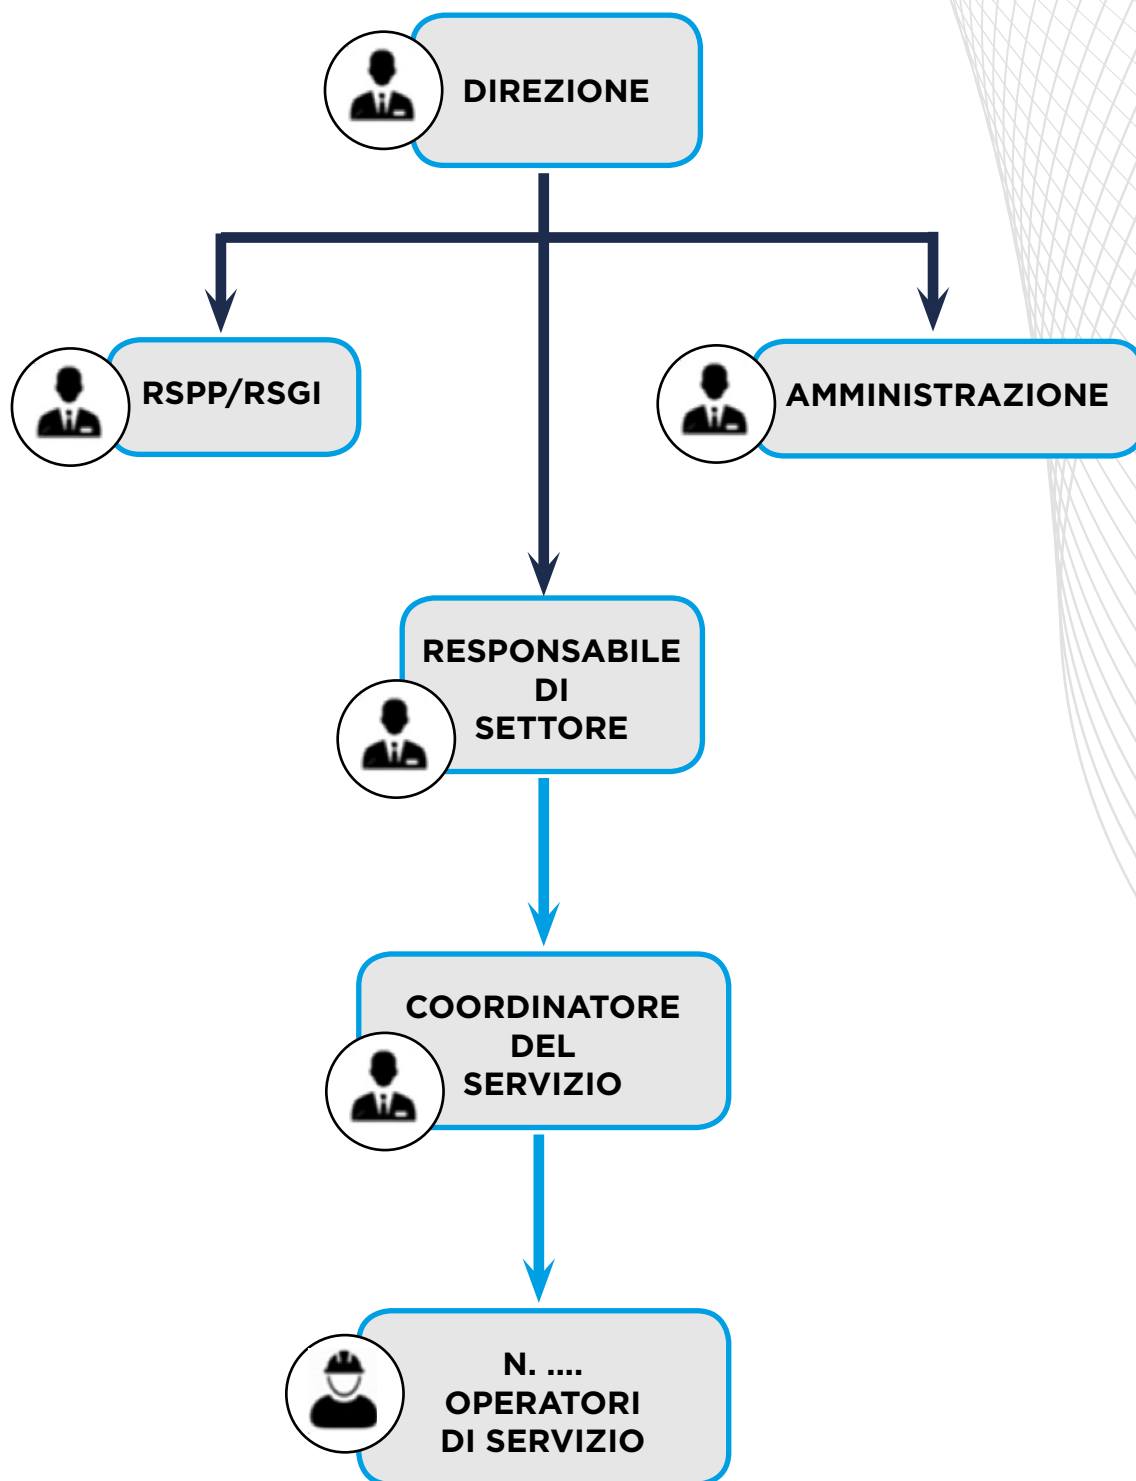 DIREZIONE
RSPP/RSGI
AMMINISTRAZIONE
RESPONSABILE
DI
SETTORE
COORDINATORE
DEL
SERVIZIO
N. ....
OPERATORI
DI SERVIZIO